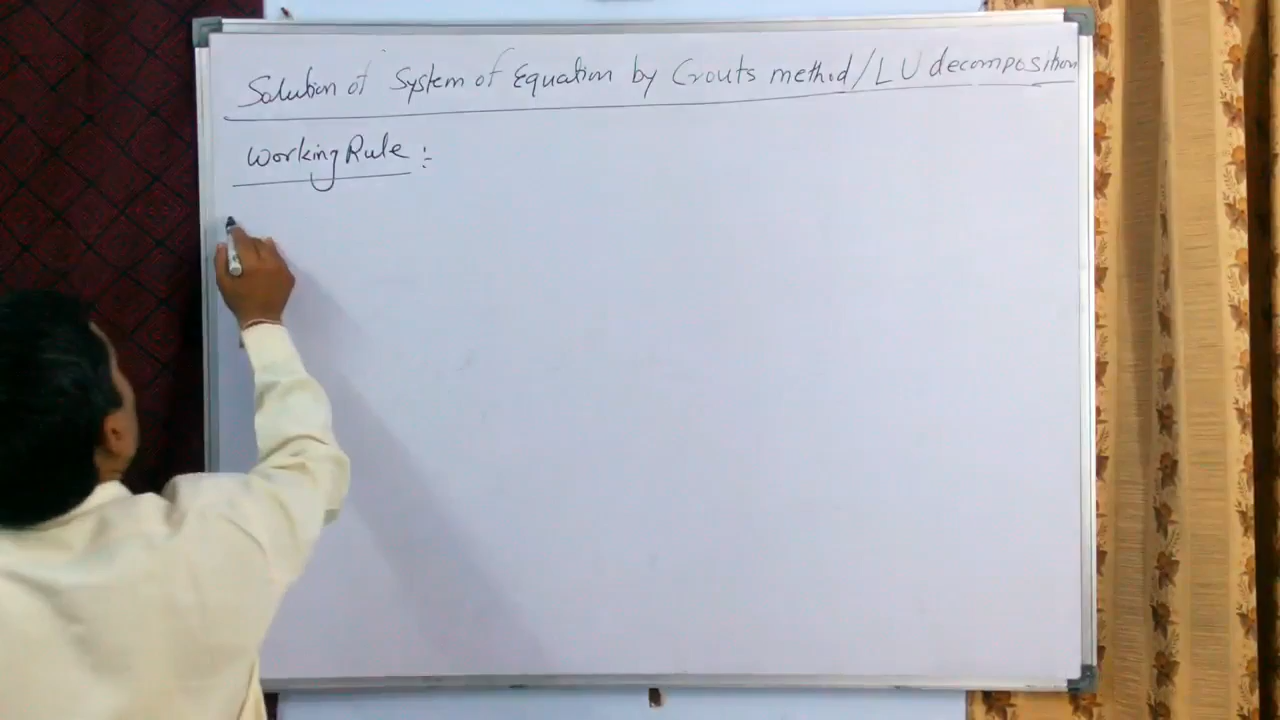 Solution of System of Equation by Crouts method/LU decomposition
Working Rule :-